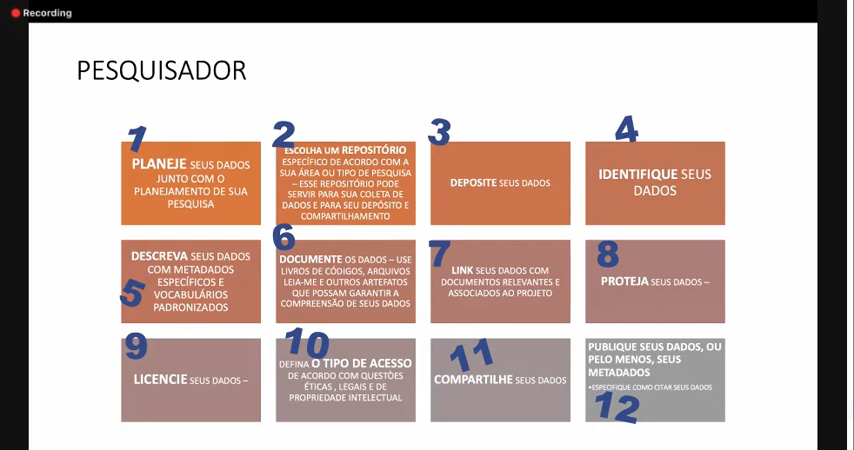 Recording
PESQUISADOR
1
PLANEJE SEUS DADOS
JUNTO COM O
PLANEJAMENTO DE SUA
PESQUISA
2
ESCOLHA UM REPOSITÓRIO
ESPECÍFICO DE ACORDO COM A
SUA ÁREA OU TIPO DE PESQUISA
– ESSE REPOSITÓRIO PODE
SERVIR PARA SUA COLETA DE
DADOS E PARA SEU DEPÓSITO E
COMPARTILHAMENTO
3
DEPOSITE SEUS DADOS
4
IDENTIFIQUE SEUS
DADOS
DESCREVA SEUS DADOS
COM METADADOS
ESPECÍFICOS E
VOCABULÁRIOS
PADRONIZADOS
5
6
DOCUMENTE OS DADOS – USE
LIVROS DE CÓDIGOS, ARQUIVOS
LEIA-ME E OUTROS ARTEFATOS
QUE POSSAM GARANTIR A
COMPREENSÃO DE SEUS DADOS
7
LINK SEUS DADOS COM
DOCUMENTOS RELEVANTES E
ASSOCIADOS AO PROJETO
8
PROTEJA SEUS DADOS –
9
LICENCIE SEUS DADOS –
10
DEFINA O TIPO DE ACESSO
DE ACORDO COM QUESTÕES
ÉTICAS , LEGAIS E DE
PROPRIEDADE INTELECTUAL
11
COMPARTILHE SEUS DADOS
PUBLIQUE SEUS DADOS, OU
PELO MENOS, SEUS
METADADOS
•ESPECIFIQUE COMO CITAR SEUS DADOS
12